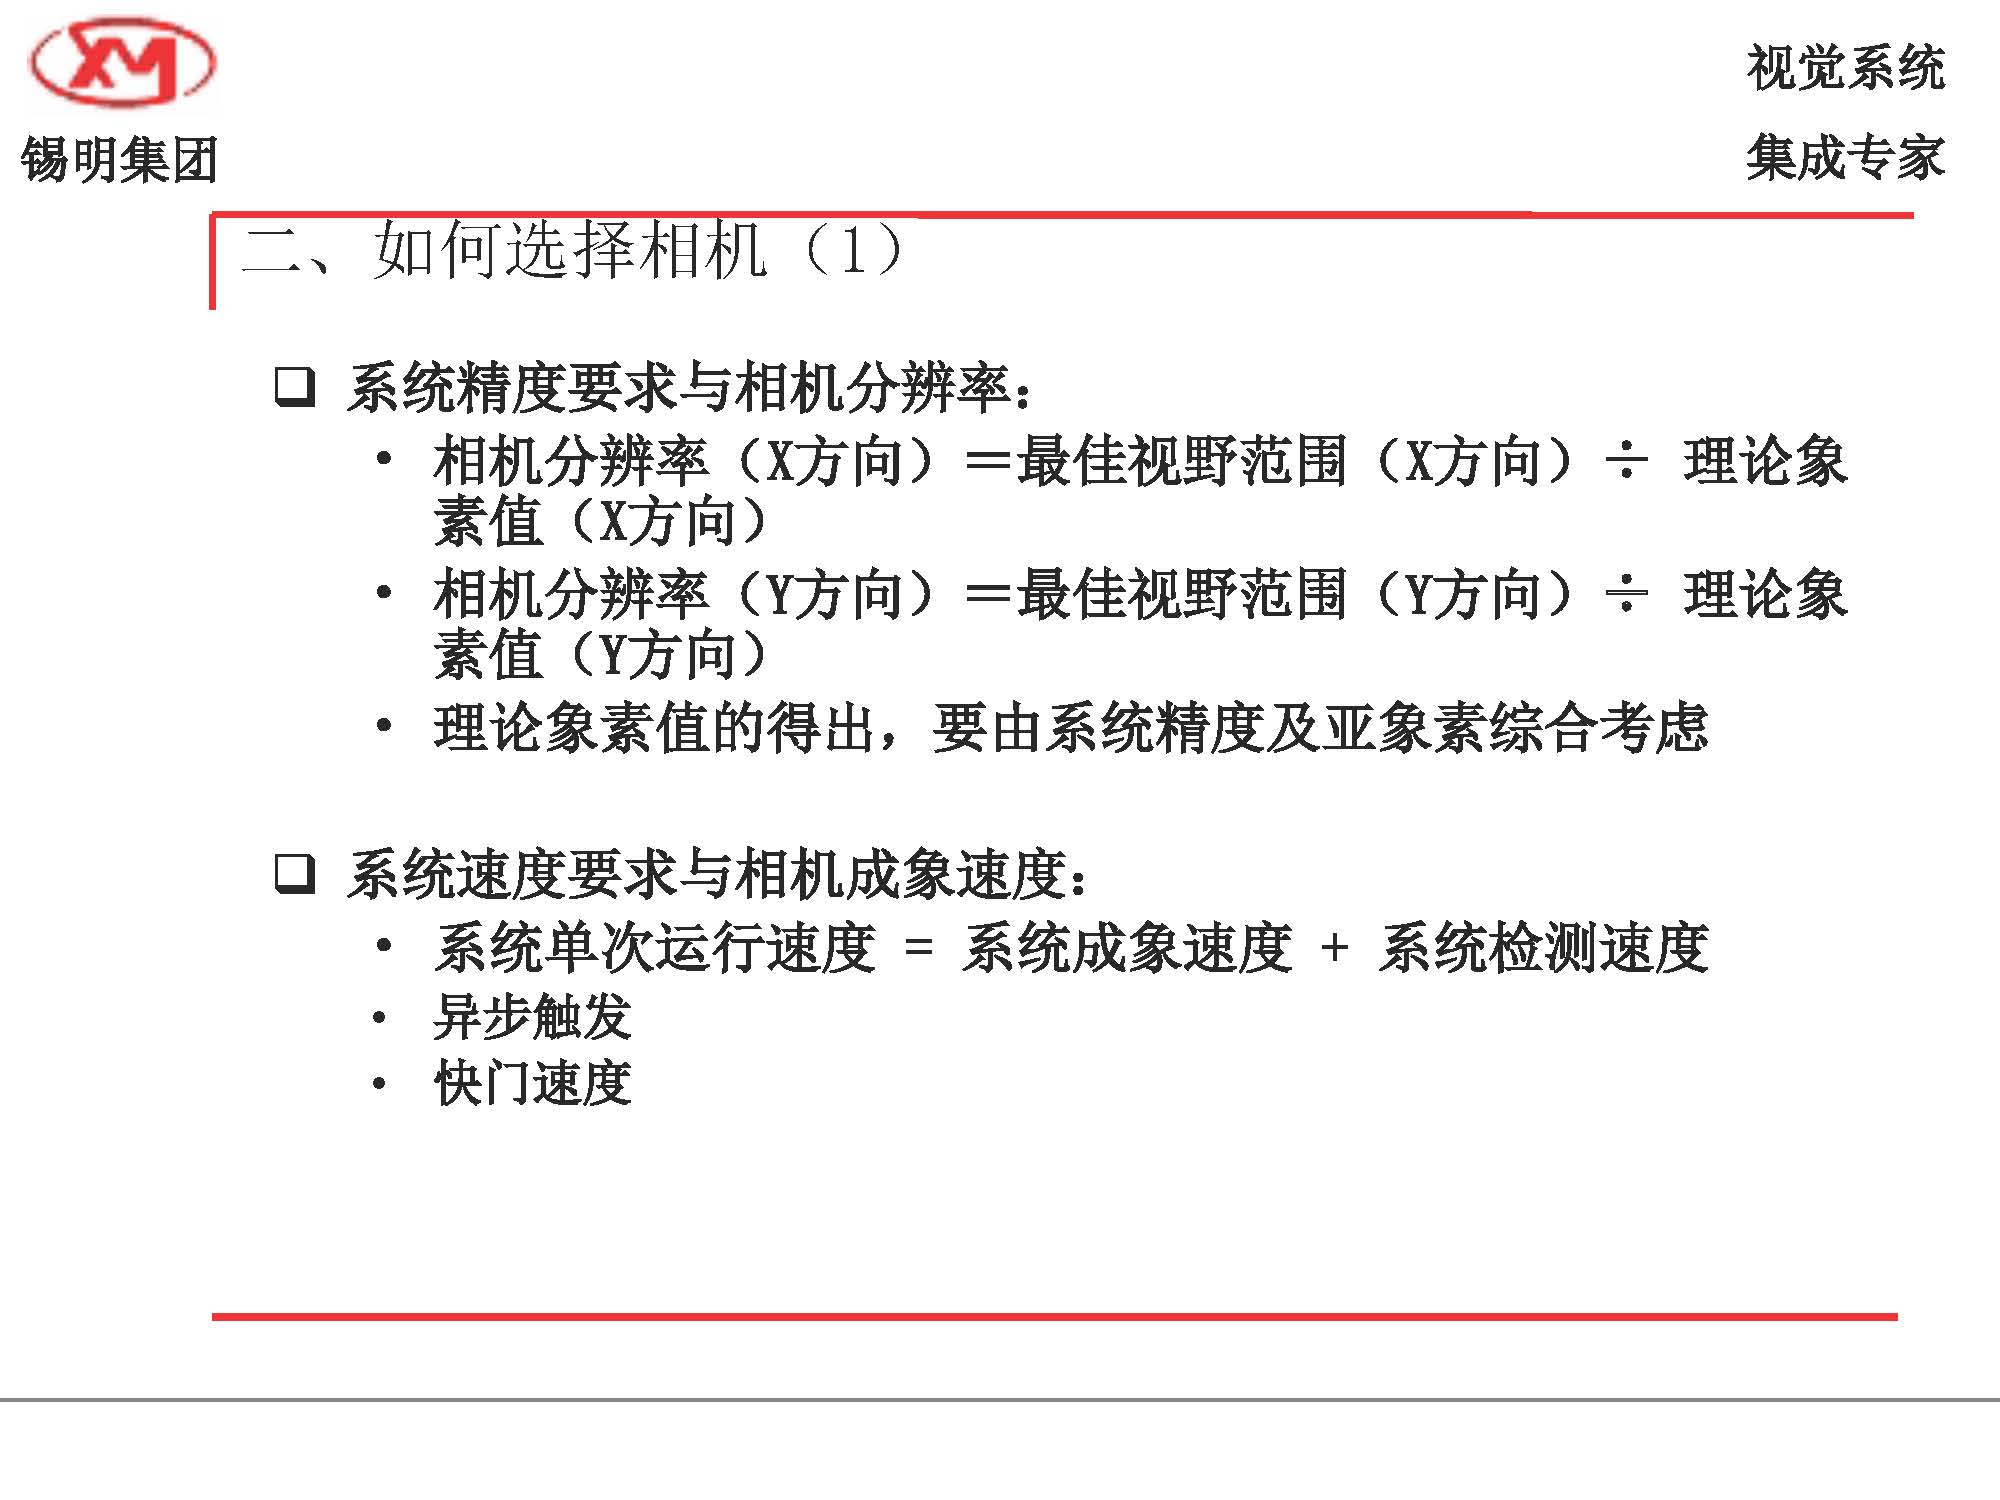 XM
锡明集团
视觉系统
集成专家
二、如何选择相机（1）
❑ 系统精度要求与相机分辨率：
• 相机分辨率（X方向）＝最佳视野范围（X方向）÷ 理论象
素值（X方向）
• 相机分辨率（Y方向）＝最佳视野范围（Y方向）÷ 理论象
素值（Y方向）
• 理论象素值的得出，要由系统精度及亚象素综合考虑
❑ 系统速度要求与相机成象速度：
• 系统单次运行速度 = 系统成象速度 + 系统检测速度
• 异步触发
• 快门速度